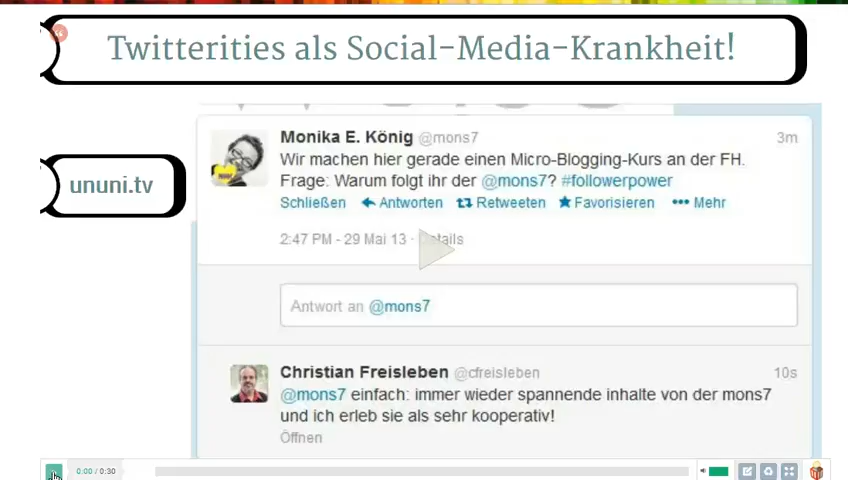 Twitterities als Social-Media-Krankheit!
Monika E. König @mons7 3m
Wir machen hier gerade einen Micro-Blogging-Kurs an der FH.
Frage: Warum folgt ihr der @mons7? #followerpower
Schließen Antworten Retweeten Favorisieren Mehr
ununi.tv
2:47 PM - 29 Mai 13 · Details
Antwort an @mons7
Christian Freisleben @cfreisleben 10s
@mons7 einfach: immer wieder spannende inhalte von der mons7
und ich erleb sie als sehr kooperativ!
Öffnen
0:00 / 0:30